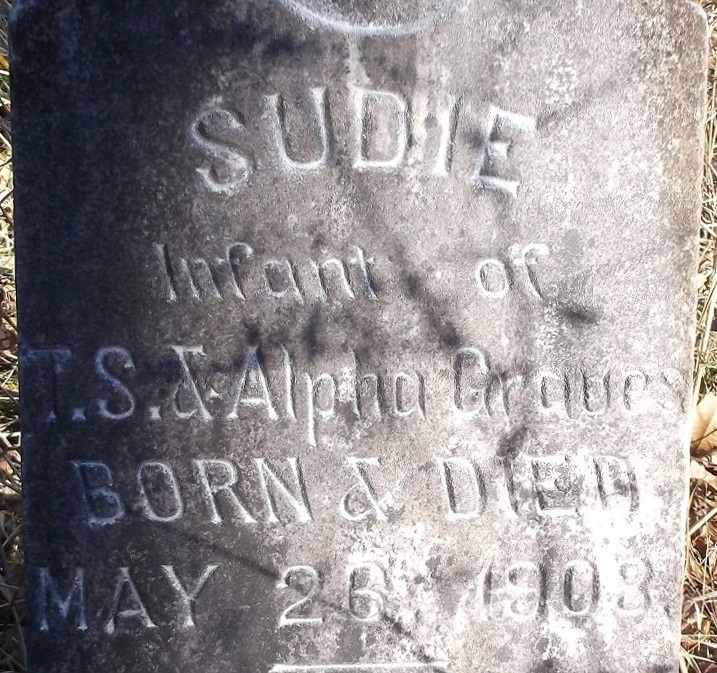 SUDIE
Infant of
T.S. & Alpha Graves
BORN & DIED
MAY 26, 1903.